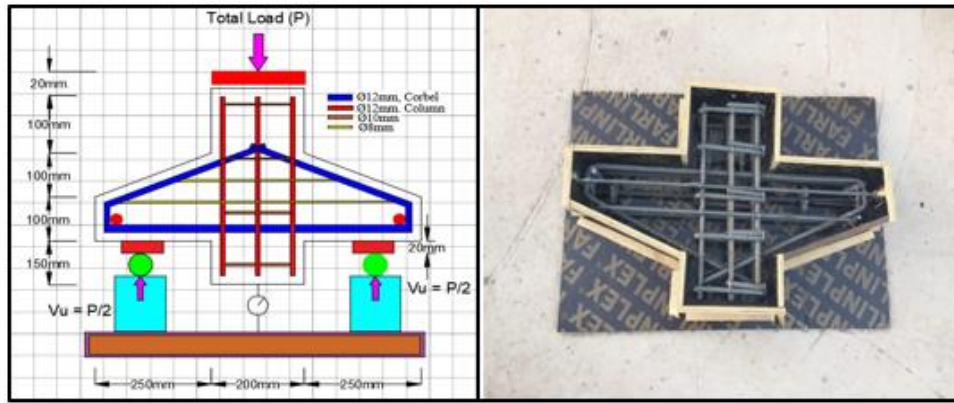 Total Load (P)
20mm
100mm
100mm
100mm
150mm
Ø12mm, Corbel
Ø12mm. Column
Ø10mm
Ø8mm
20mm
Vu = P/2
Vu = P/2
250mm
200mm
250mm
FARLINPLEX
FARLINPLEX